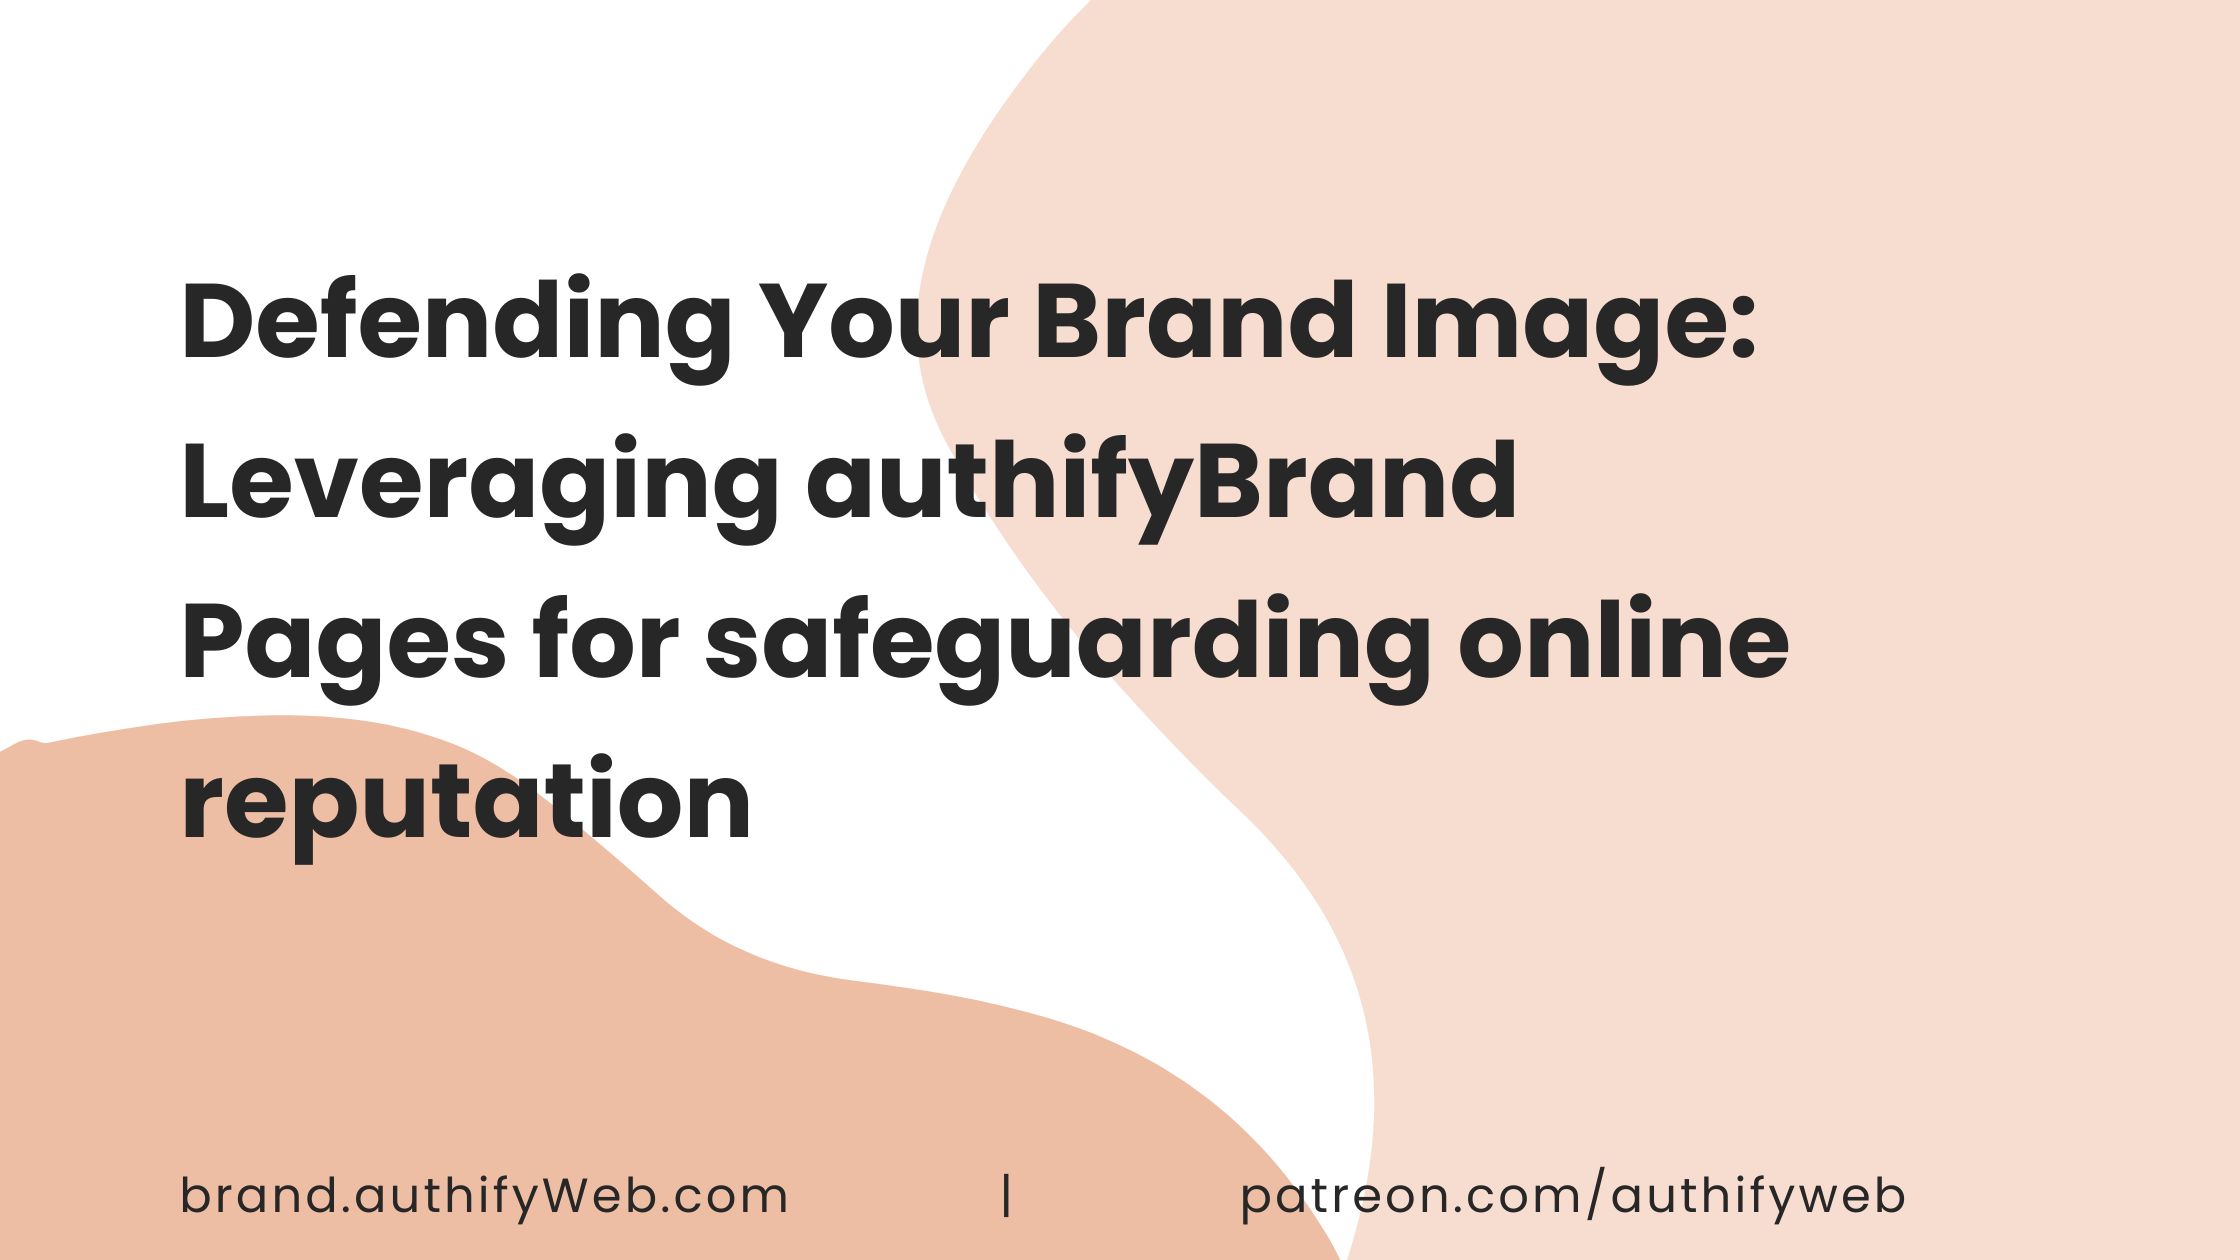 Defending Your Brand Image:
Leveraging authifyBrand
Pages for safeguarding online
reputation
brand.authifyWeb.com | patreon.com/authifyweb